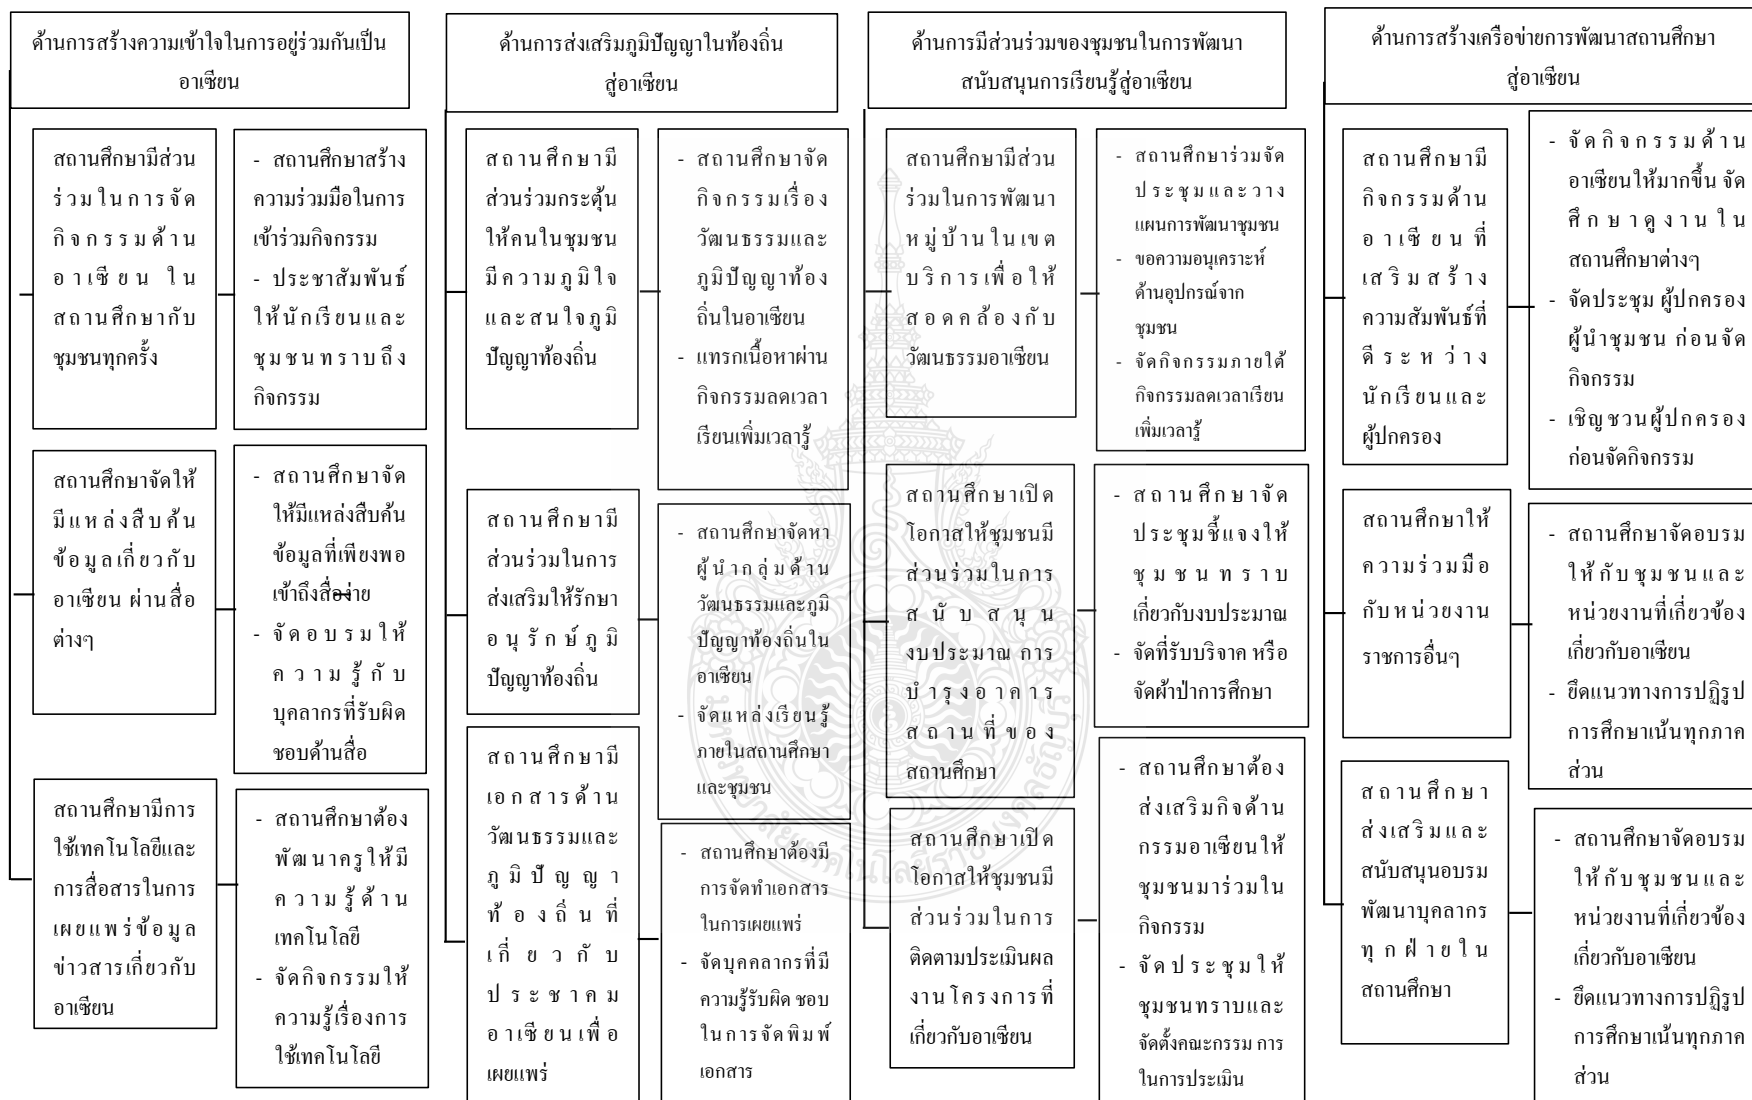 ด้านการสร้างความเข้าใจในการอยู่ร่วมกันเป็น
อาเซียน
สถานศึกษามีส่วน
ร่วมในการจัด
กิจกรรมด้าน
อาเซียน ใน
สถานศึกษากับ
ชุมชนทุกครั้ง
- สถานศึกษาสร้าง
ความร่วมมือในการ
เข้าร่วมกิจกรรม
- ประชาสัมพันธ์
ให้นักเรียนและ
ชุมชนทราบถึง
กิจกรรม
สถานศึกษาจัดให้
มีแหล่งสืบค้น
ข้อมูลเกี่ยวกับ
อาเซียน ผ่านสื่อ
ต่างๆ
- สถานศึกษาจัด
ให้มีแหล่งสืบค้น
ข้อมูลที่เพียงพอ
เข้าถึงสื่อง่าย
- จัดอบรมให้
ความรู้กับ
บุคลากรที่รับผิด
ชอบด้านสื่อ
สถานศึกษามีการ
ใช้เทคโนโลยีและ
การสื่อสารในการ
เผยแพร่ข้อมูล
ข่าวสารเกี่ยวกับ
อาเซียน
- สถานศึกษาต้อง
พัฒนาครูให้มี
ความรู้ด้าน
เทคโนโลยี
- จัดกิจกรรมให้
ความรู้เรื่องการ
ใช้เทคโนโลยี
ด้านการส่งเสริมภูมิปัญญาในท้องถิ่น
สู่อาเซียน
สถานศึกษามี
ส่วนร่วมกระตุ้น
ให้คนในชุมชน
มีความภูมิใจ
และสนใจภูมิ
ปัญญาท้องถิ่น
- สถานศึกษาจัด
กิจกรรมเรื่อง
วัฒนธรรมและ
ภูมิปัญญาท้อง
ถิ่นในอาเซียน
- แทรกเนื้อหาผ่าน
กิจกรรมลดเวลา
เรียนเพิ่มเวลารู้
สถานศึกษามี
ส่วนร่วมในการ
ส่งเสริมให้รักษา
อนุรักษ์ภูมิ
ปัญญาท้องถิ่น
- สถานศึกษาจัดหา
ผู้นำกลุ่มด้าน
วัฒนธรรมและภูมิ
ปัญญาท้องถิ่นใน
อาเซียน
- จัดแหล่งเรียนรู้
ภายในสถานศึกษา
และชุมชน
สถานศึกษามี
เอกสารด้าน
วัฒนธรรมและ
ภูมิปัญญา
ท้องถิ่นที่
เกี่ยวกับ
ประชาคม
อาเซียนเพื่อ
เผยแพร่
- สถานศึกษาต้องมี
การจัดทำเอกสาร
ในการเผยแพร่
- จัดบุคคลากรที่มี
ความรู้รับผิด ชอบ
ในการจัดพิมพ์
เอกสาร
ด้านการมีส่วนร่วมของชุมชนในการพัฒนา
สนับสนุนการเรียนรู้สู่อาเซียน
สถานศึกษามีส่วน
ร่วมในการพัฒนา
หมู่บ้านในเขต
บริการเพื่อให้
สอดคล้องกับ
วัฒนธรรมอาเซียน
- สถานศึกษาร่วมจัด
ประชุมและวาง
แผนการพัฒนาชุมชน
- ขอความอนุเคราะห์
ด้านอุปกรณ์จาก
ชุมชน
- จัดกิจกรรมภายใต้
กิจกรรมลดเวลาเรียน
เพิ่มเวลารู้
สถานศึกษาเปิด
โอกาสให้ชุมชนมี
ส่วนร่วมในการ
สนับสนุน
งบประมาณ การ
บำรุงอาคาร
สถานที่ของ
สถานศึกษา
- สถานศึกษาจัด
ประชุมชี้แจงให้
ชุมชนทราบ
เกี่ยวกับงบประมาณ
- จัดที่รับบริจาค หรือ
จัดผ้าป่าการศึกษา
สถานศึกษาเปิด
โอกาสให้ชุมชนมี
ส่วนร่วมในการ
ติดตามประเมินผล
งานโครงการที่
เกี่ยวกับอาเซียน
- สถานศึกษาต้อง
ส่งเสริมกิจด้าน
กรรมอาเซียนให้
ชุมชนมาร่วมใน
กิจกรรม
- จัดประชุมให้
ชุมชนทราบและ
จัดตั้งคณะกรรม การ
ในการประเมิน
ด้านการสร้างเครือข่ายการพัฒนาสถานศึกษา
สู่อาเซียน
สถานศึกษามี
กิจกรรมด้าน
อาเซียนที่
เสริมสร้าง
ความสัมพันธ์ที่
ดีระหว่าง
นักเรียนและ
ผู้ปกครอง
- จัดกิจกรรมด้าน
อาเซียนให้มากขึ้น จัด
ศึกษาดูงานใน
สถานศึกษาต่างๆ
- จัดประชุม ผู้ปกครอง
ผู้นำชุมชน ก่อนจัด
กิจกรรม
- เชิญชวนผู้ปกครอง
ก่อนจัดกิจกรรม
สถานศึกษาให้
ความร่วมมือ
กับหน่วยงาน
ราชการอื่นๆ
- สถานศึกษาจัดอบรม
ให้กับชุมชนและ
หน่วยงานที่เกี่ยวข้อง
เกี่ยวกับอาเซียน
- ยึดแนวทางการปฏิรูป
การศึกษาเน้นทุกภาค
ส่วน
สถานศึกษา
ส่งเสริมและ
สนับสนุนอบรม
พัฒนาบุคลากร
ทุกฝ่ายใน
สถานศึกษา
- สถานศึกษาจัดอบรม
ให้กับชุมชนและ
หน่วยงานที่เกี่ยวข้อง
เกี่ยวกับอาเซียน
- ยึดแนวทางการปฏิรูป
การศึกษาเน้นทุกภาค
ส่วน
มหาวิทยาลัยเทคโนโลยีราชมงคลธัญบุรี